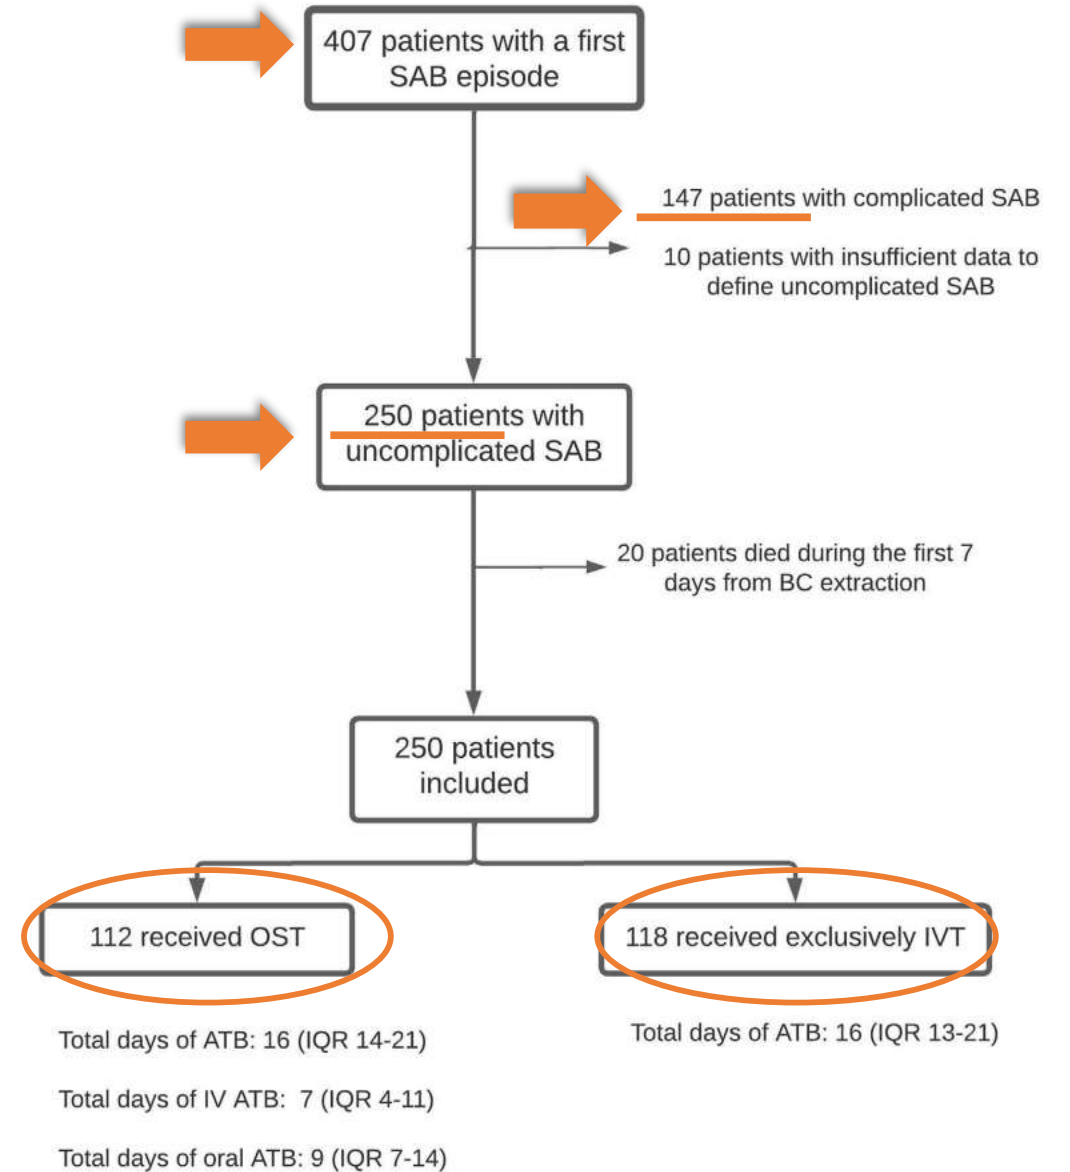 407 patients with a first
SAB episode
147 patients with complicated SAB
10 patients with insufficient data to
define uncomplicated SAB
250 patients with
uncomplicated SAB
20 patients died during the first 7
days from BC extraction
250 patients
included
112 received OST
118 received exclusively IVT
Total days of ATB: 16 (IQR 14-21)
Total days of ATB: 16 (IQR 13-21)
Total days of IV ATB:  7 (IQR 4-11)
Total days of oral ATB: 9 (IQR 7-14)